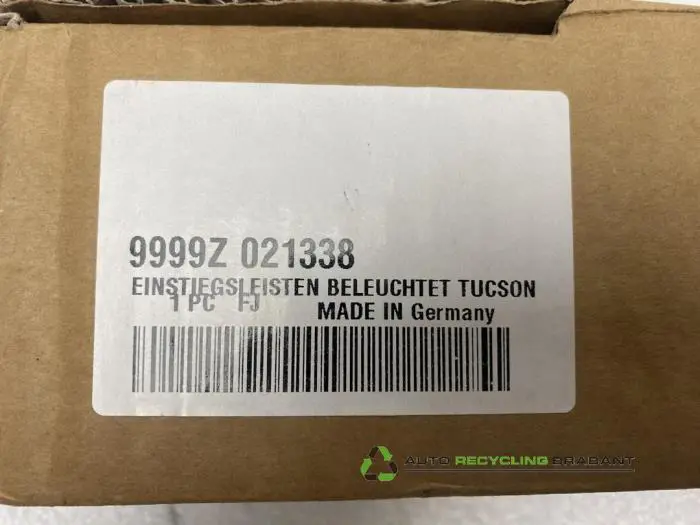 9999Z 021338
EINSTIEGSLEISTEN BELEUCHTET TUCSON
1 PC FJ MADE IN Germany
AUTO RECYCLING BRABANT